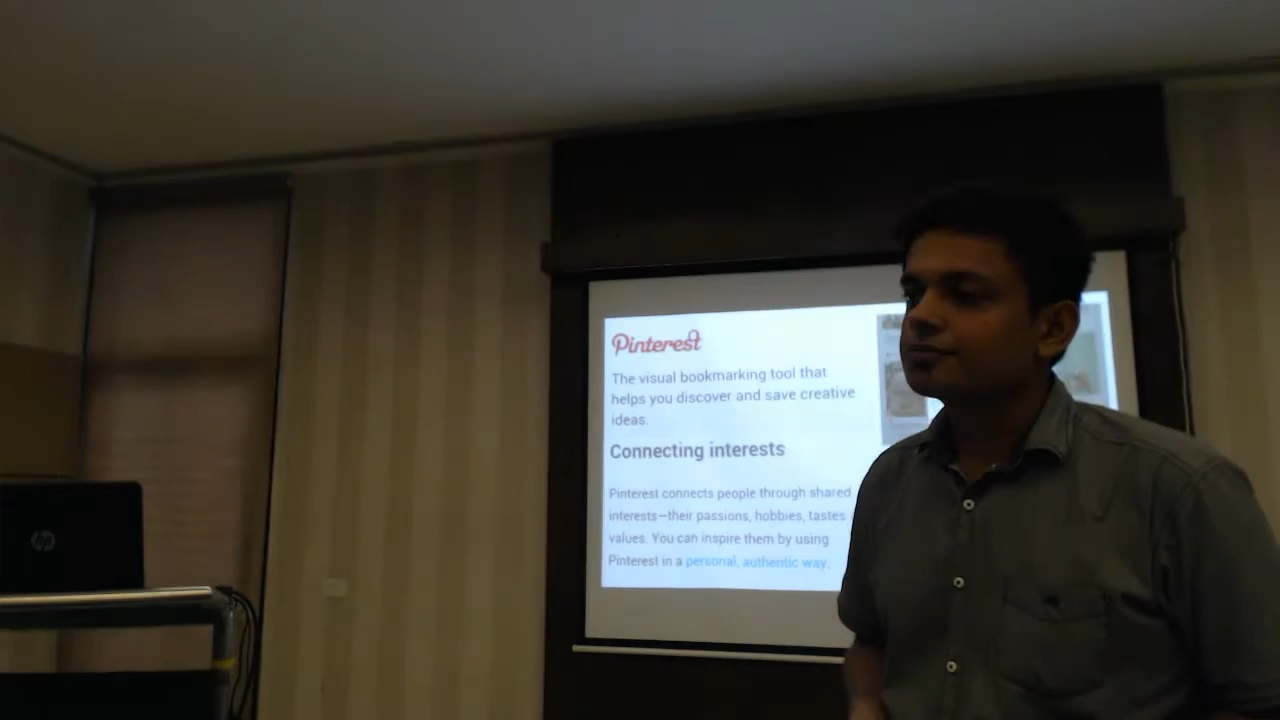 Pinterest
The visual bookmarking tool that
helps you discover and save creative
ideas.
Connecting interests
Pinterest connects people through shared
interests—their passions, hobbies, tastes
values. You can inspire them by using
Pinterest in a personal, authentic way.
hp